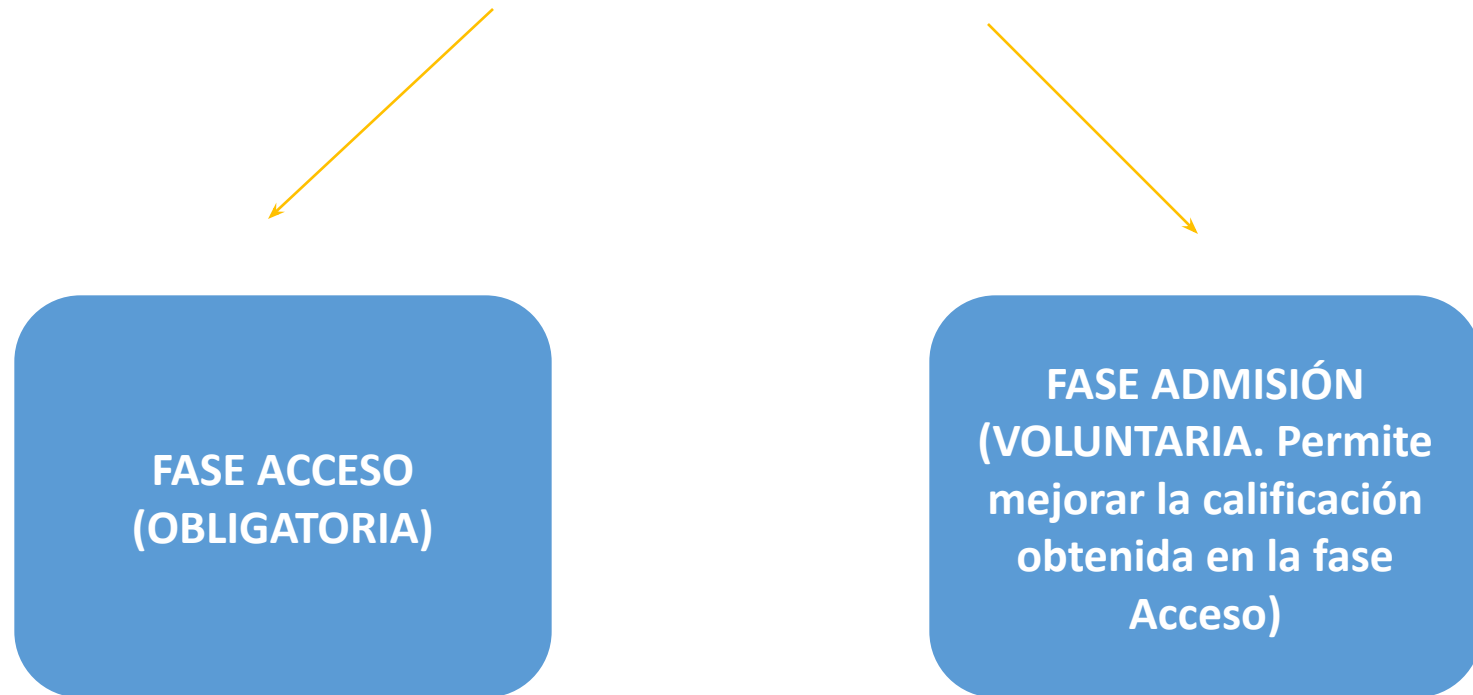 FASE ACCESO
(OBLIGATORIA)
FASE ADMISIÓN
(VOLUNTARIA. Permite
mejorar la calificación
obtenida en la fase
Acceso)